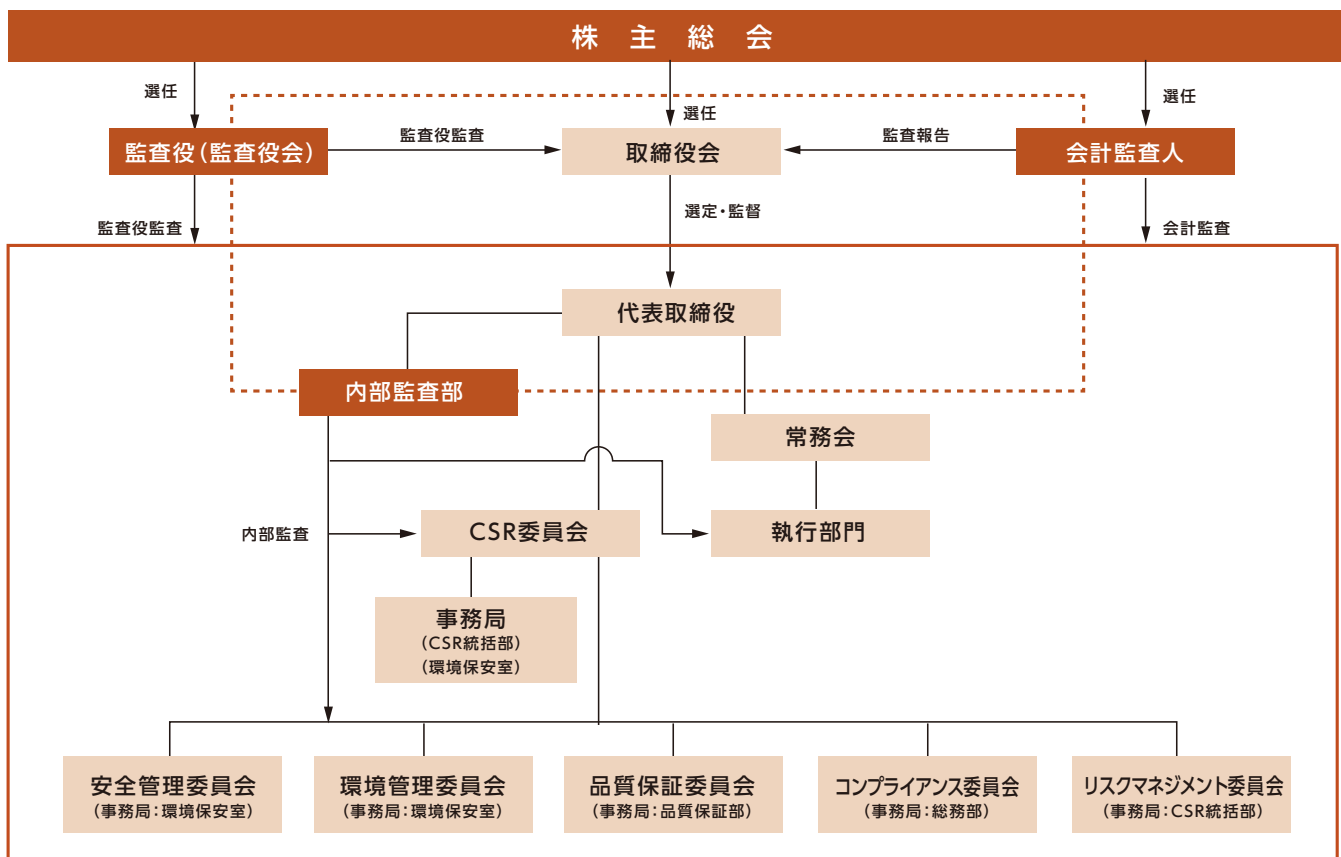 株主総会
選任
選任
選任
監査役(監査役会)
監査役監査
取締役会
監査報告
会計監査人
監査役監査
選定・監督
会計監査
代表取締役
内部監査部
常務会
内部監査
CSR委員会
執行部門
事務局
(CSR統括部)
(環境保安室)
安全管理委員会
(事務局:環境保安室)
環境管理委員会
(事務局:環境保安室)
品質保証委員会
(事務局:品質保証部)
コンプライアンス委員会
(事務局:総務部)
リスクマネジメント委員会
(事務局:CSR統括部)